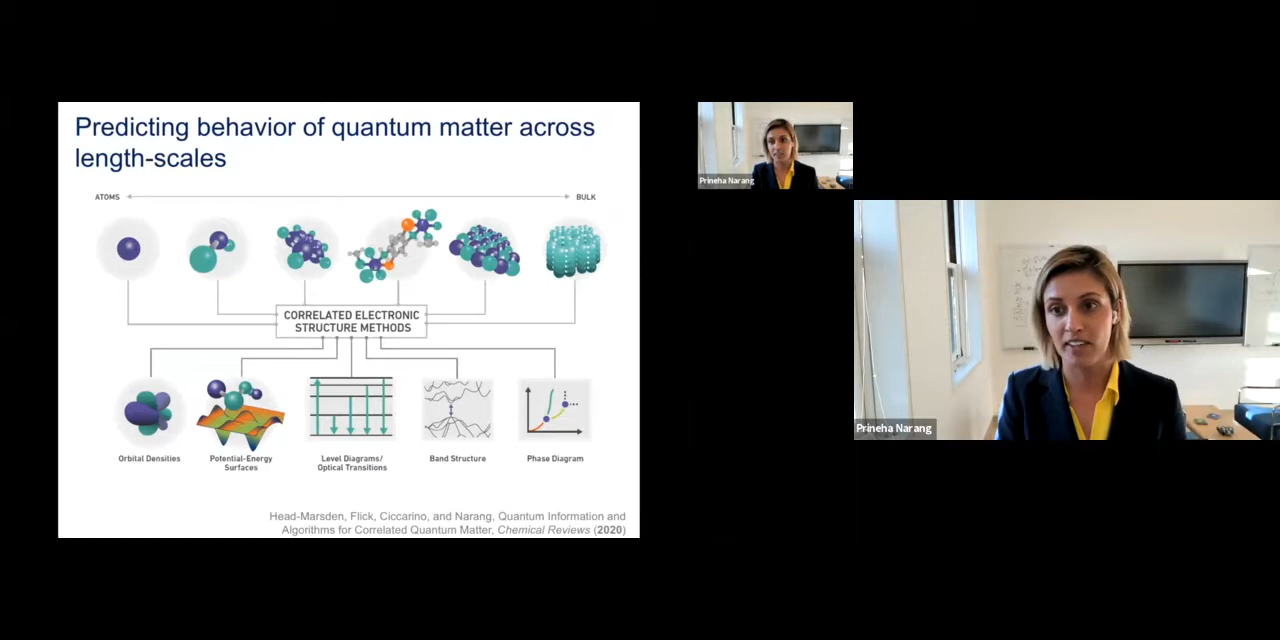 Predicting behavior of quantum matter across
length-scales
ATOMS
BULK
CORRELATED ELECTRONIC
STRUCTURE METHODS
Orbital Densities
Potential-Energy
Surfaces
Level Diagrams/
Optical Transitions
Band Structure
Phase Diagram
Head-Marsden, Flick, Ciccarino, and Narang, Quantum Information and
Algorithms for Correlated Quantum Matter, Chemical Reviews (2020)
Prineha Narang
Prineha Narang